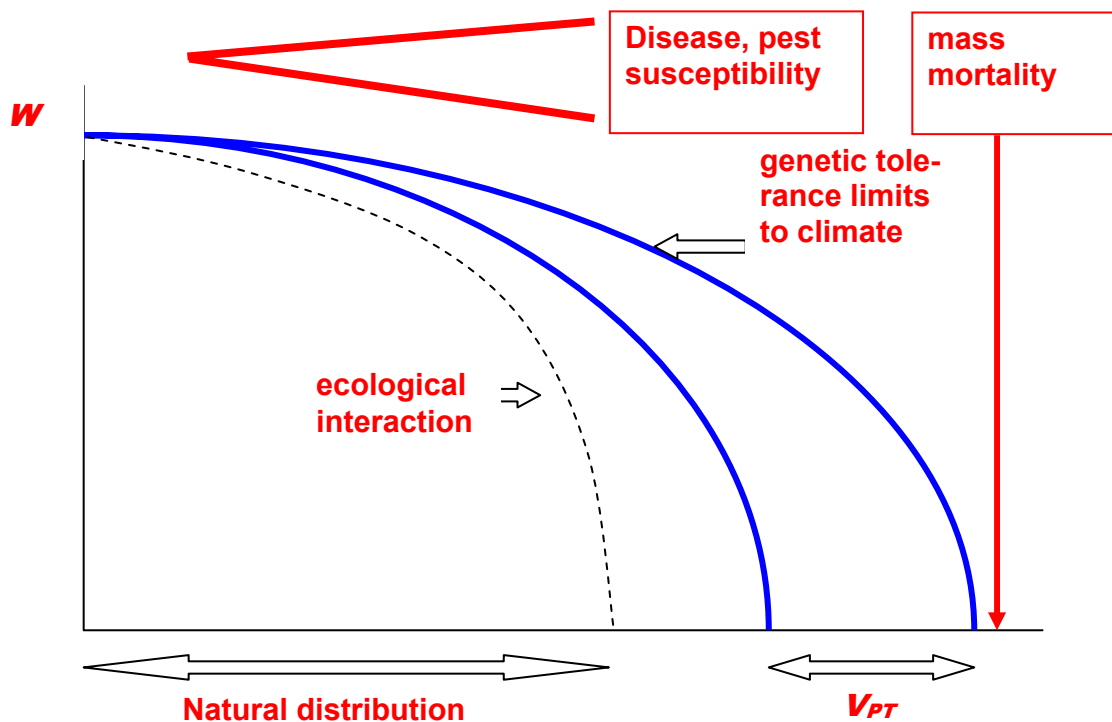 Disease, pest
susceptibility
mass
mortality
W
genetic tole-
rance limits
to climate
ecological
interaction
Natural distribution
VPT